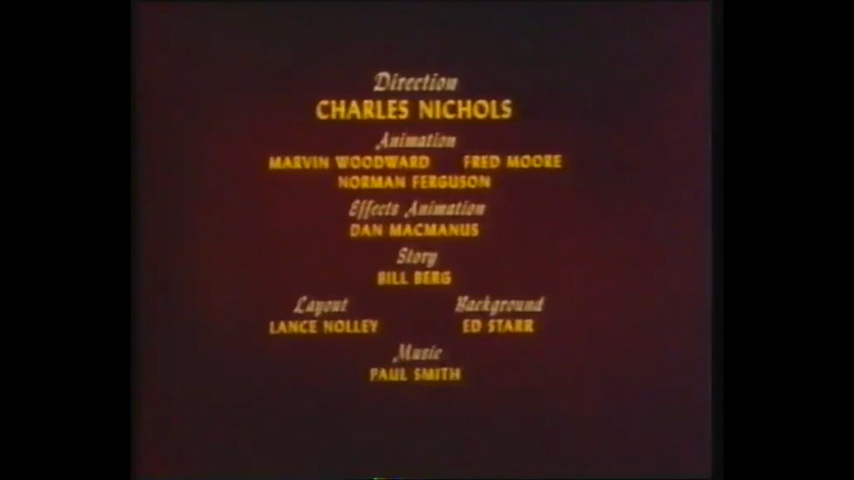 Direction
CHARLES NICHOLS
Animation
MARVIN WOODWARD FRED MOORE
NORMAN FERGUSON
Effects Animation
DAN MACMANUS
Story
BILL BERG
Layout Background
LANCE NOLLEY ED STARR
Music
PAUL SMITH